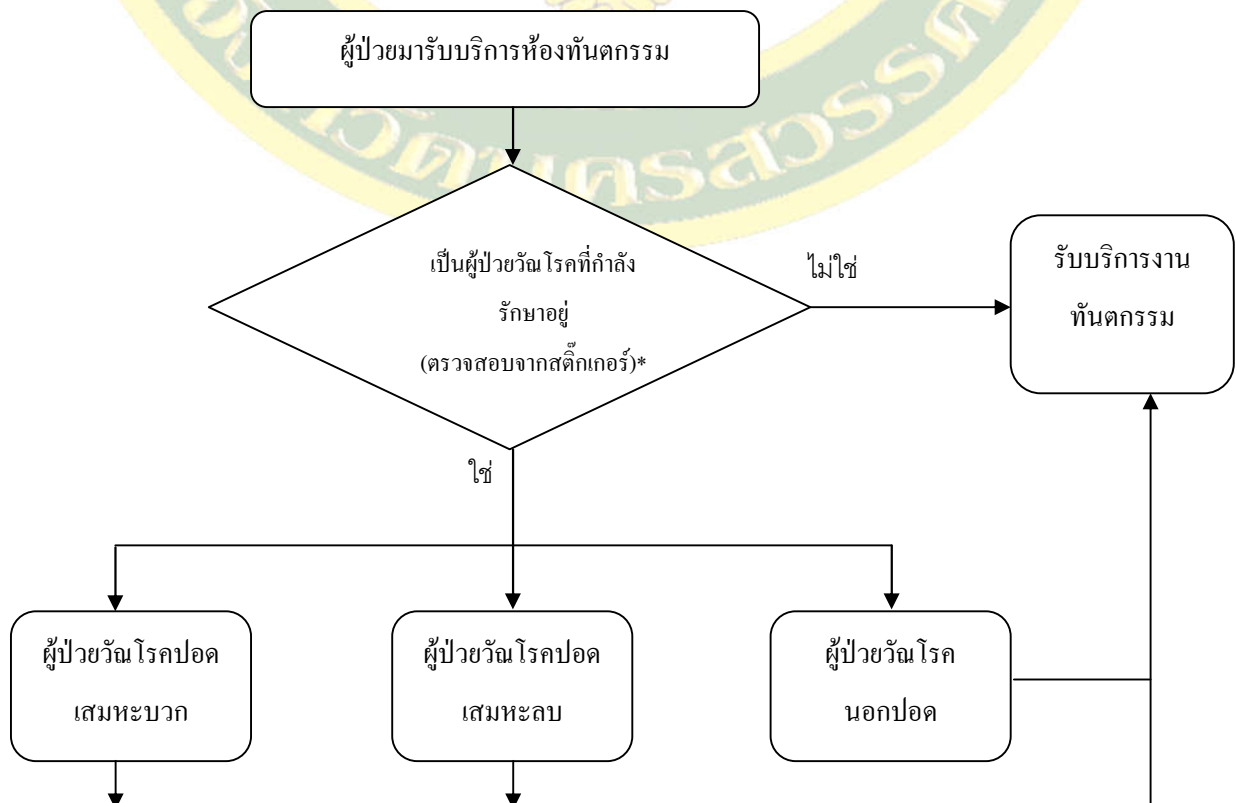 ผู้ป่วยมารับบริการห้องทันตกรรม
เป็นผู้ป่วยวัณโรคที่กำลัง
รักษาอยู่
(ตรวจสอบจากสติ๊กเกอร์)*
ไม่ใช่
รับบริการงาน
ทันตกรรม
ใช่
ผู้ป่วยวัณโรคปอด
เสมหะบวก
ผู้ป่วยวัณโรคปอด
เสมหะลบ
ผู้ป่วยวัณโรค
นอกปอด